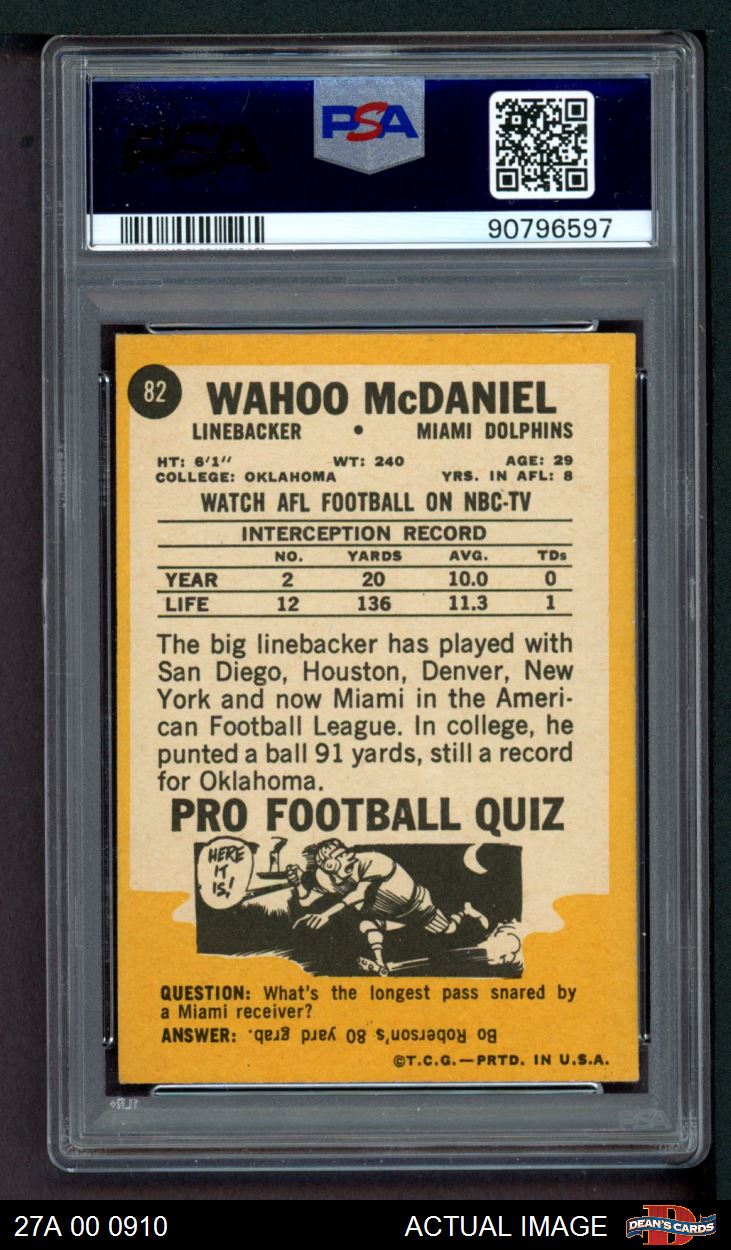 PSA
PSA
90796597
82
WAHOO McDANIEL
LINEBACKER • MIAMI DOLPHINS
HT: 6'1" WT: 240 AGE: 29
COLLEGE: OKLAHOMA YRS. IN AFL: 8
WATCH AFL FOOTBALL ON NBC-TV
INTERCEPTION RECORD
NO. YARDS AVG. TDs
YEAR 2 20 10.0 0
LIFE 12 136 11.3 1
The big linebacker has played with
San Diego, Houston, Denver, New
York and now Miami in the Ameri-
can Football League. In college, he
punted a ball 91 yards, still a record
for Oklahoma.
PRO FOOTBALL QUIZ
HERE
IT
IS!
QUESTION: What's the longest pass snared by
a Miami receiver?
ANSWER: Bo Roberson's 80 yard grab.
©T.C.G.—PRTD. IN U.S.A.
PSA
27A 00 0910
ACTUAL IMAGE
D
DEAN'S CARDS